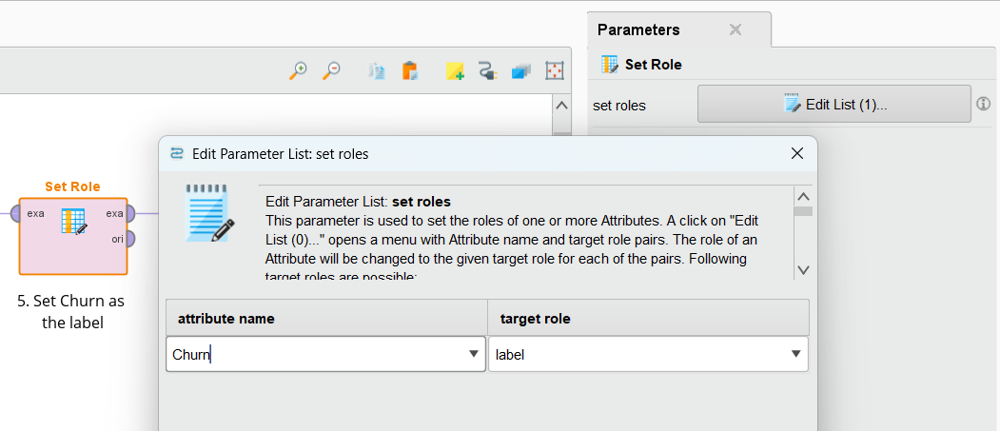 Parameters
Set Role
set roles
Edit List (1)...
Edit Parameter List: set roles
Set Role
exa
exa
ori
5. Set Churn as
the label
Edit Parameter List: set roles
This parameter is used to set the roles of one or more Attributes. A click on "Edit
List (0)..." opens a menu with Attribute name and target role pairs. The role of an
Attribute will be changed to the given target role for each of the pairs. Following
target roles are possible:
attribute name
target role
Churn
label